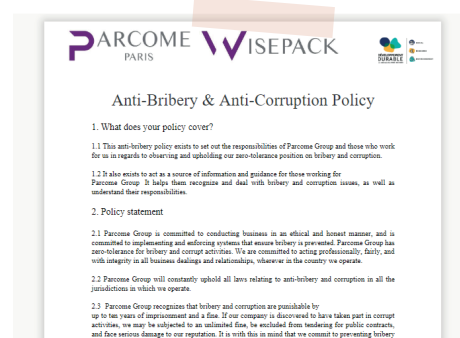 PARCOME
PARIS
WISEPACK
DURABLE
Anti-Bribery & Anti-Corruption Policy
1. What does your policy cover?
1.1 This anti-bribery policy exists to set out the responsibilities of Parcome Group and those who work
for us in regards to observing and upholding our zero-tolerance position on bribery and corruption.
1.2 It also exists to act as a source of information and guidance for those working for
Parcome Group It helps them recognize and deal with bribery and corruption issues, as well as
understand their responsibilities.
2. Policy statement
2.1 Parcome Group is committed to conducting business in an ethical and honest manner, and is
committed to implementing and enforcing systems that ensure bribery is prevented. Parcome Group has
zero-tolerance for bribery and corrupt activities. We are committed to acting professionally, fairly, and
with integrity in all business dealings and relationships, wherever in the country we operate.
2.2 Parcome Group will constantly uphold all laws relating to anti-bribery and corruption in all the
jurisdictions in which we operate.
2.3 Parcome Group recognizes that bribery and corruption are punishable by
up to ten years of imprisonment and a fine. If our company is discovered to have taken part in corrupt
activities, we may be subjected to an unlimited fine, be excluded from tendering for public contracts,
and face serious damage to our reputation. It is with this in mind that we commit to preventing bribery